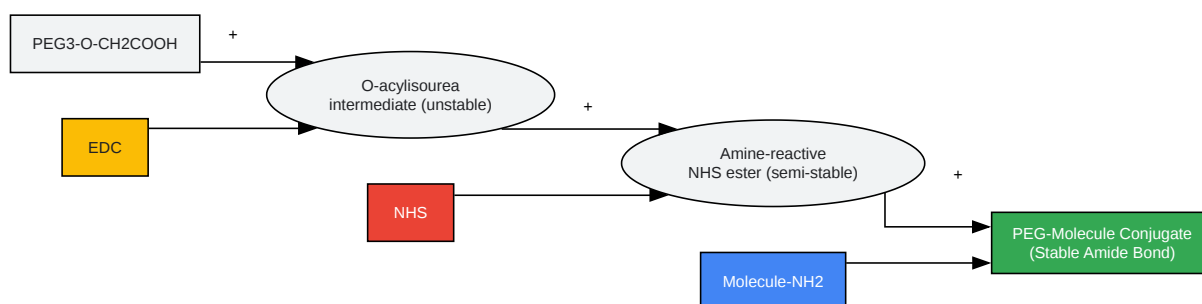 PEG3-O-CH2COOH
+
EDC
O-acylisourea
intermediate (unstable)
+
NHS
Amine-reactive
NHS ester (semi-stable)
+
Molecule-NH2
PEG-Molecule Conjugate
(Stable Amide Bond)